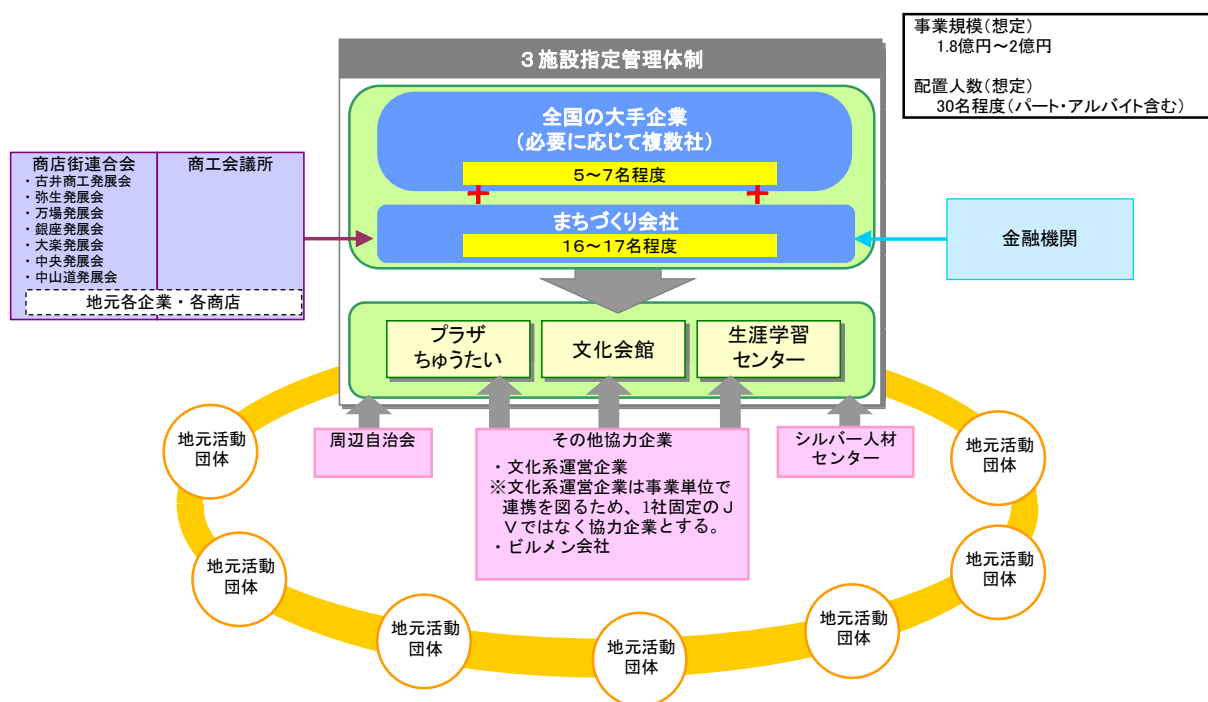 事業規模(想定)
1.8億円～2億円
配置人数(想定)
30名程度(パート・アルバイト含む)
3施設指定管理体制
全国の大手企業
(必要に応じて複数社)
5～7名程度
まちづくり会社
16～17名程度
商店街連合会
・古井商工発展会
・弥生発展会
・万場発展会
・銀座発展会
・大楽発展会
・中央発展会
・中山道発展会
商工会議所
地元各企業・各商店
金融機関
プラザ
ちゅうたい
文化会館
生涯学習
センター
周辺自治会
その他協力企業
・文化系運営企業
※文化系運営企業は事業単位で
連携を図るため、1社固定のJ
Vではなく協力企業とする。
・ビルメン会社
シルバー人材
センター
地元活動
団体
地元活動
団体
地元活動
団体
地元活動
団体
地元活動
団体
地元活動
団体
地元活動
団体